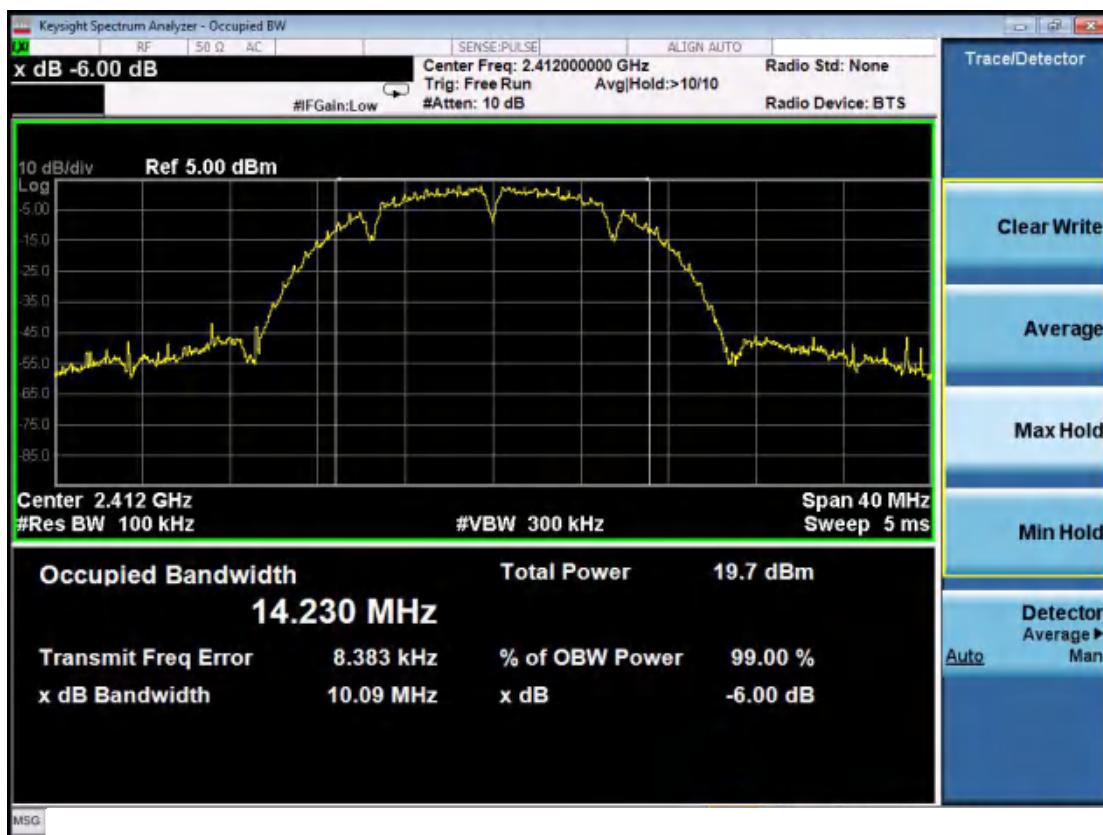 Keysight Spectrum Analyzer - Occupied BW
LXI RF 50 Ω AC SENSE:PULSE ALIGN AUTO
x dB -6.00 dB
Center Freq: 2.412000000 GHz
Radio Std: None
Trig: Free Run Avg|Hold:>10/10
#IFGain:Low
#Atten: 10 dB
Radio Device: BTS
10 dB/div Ref 5.00 dBm
Log
-5.00
-15.0
-25.0
-35.0
-45.0
-55.0
-65.0
-75.0
-85.0
Center 2.412 GHz Span 40 MHz
#Res BW 100 kHz #VBW 300 kHz Sweep 5 ms
Occupied Bandwidth Total Power 19.7 dBm
14.230 MHz
Transmit Freq Error 8.383 kHz % of OBW Power 99.00 %
x dB Bandwidth 10.09 MHz x dB -6.00 dB
MSG
Trace/Detector
Clear Write
Average
Max Hold
Min Hold
Detector
Average
Auto Man